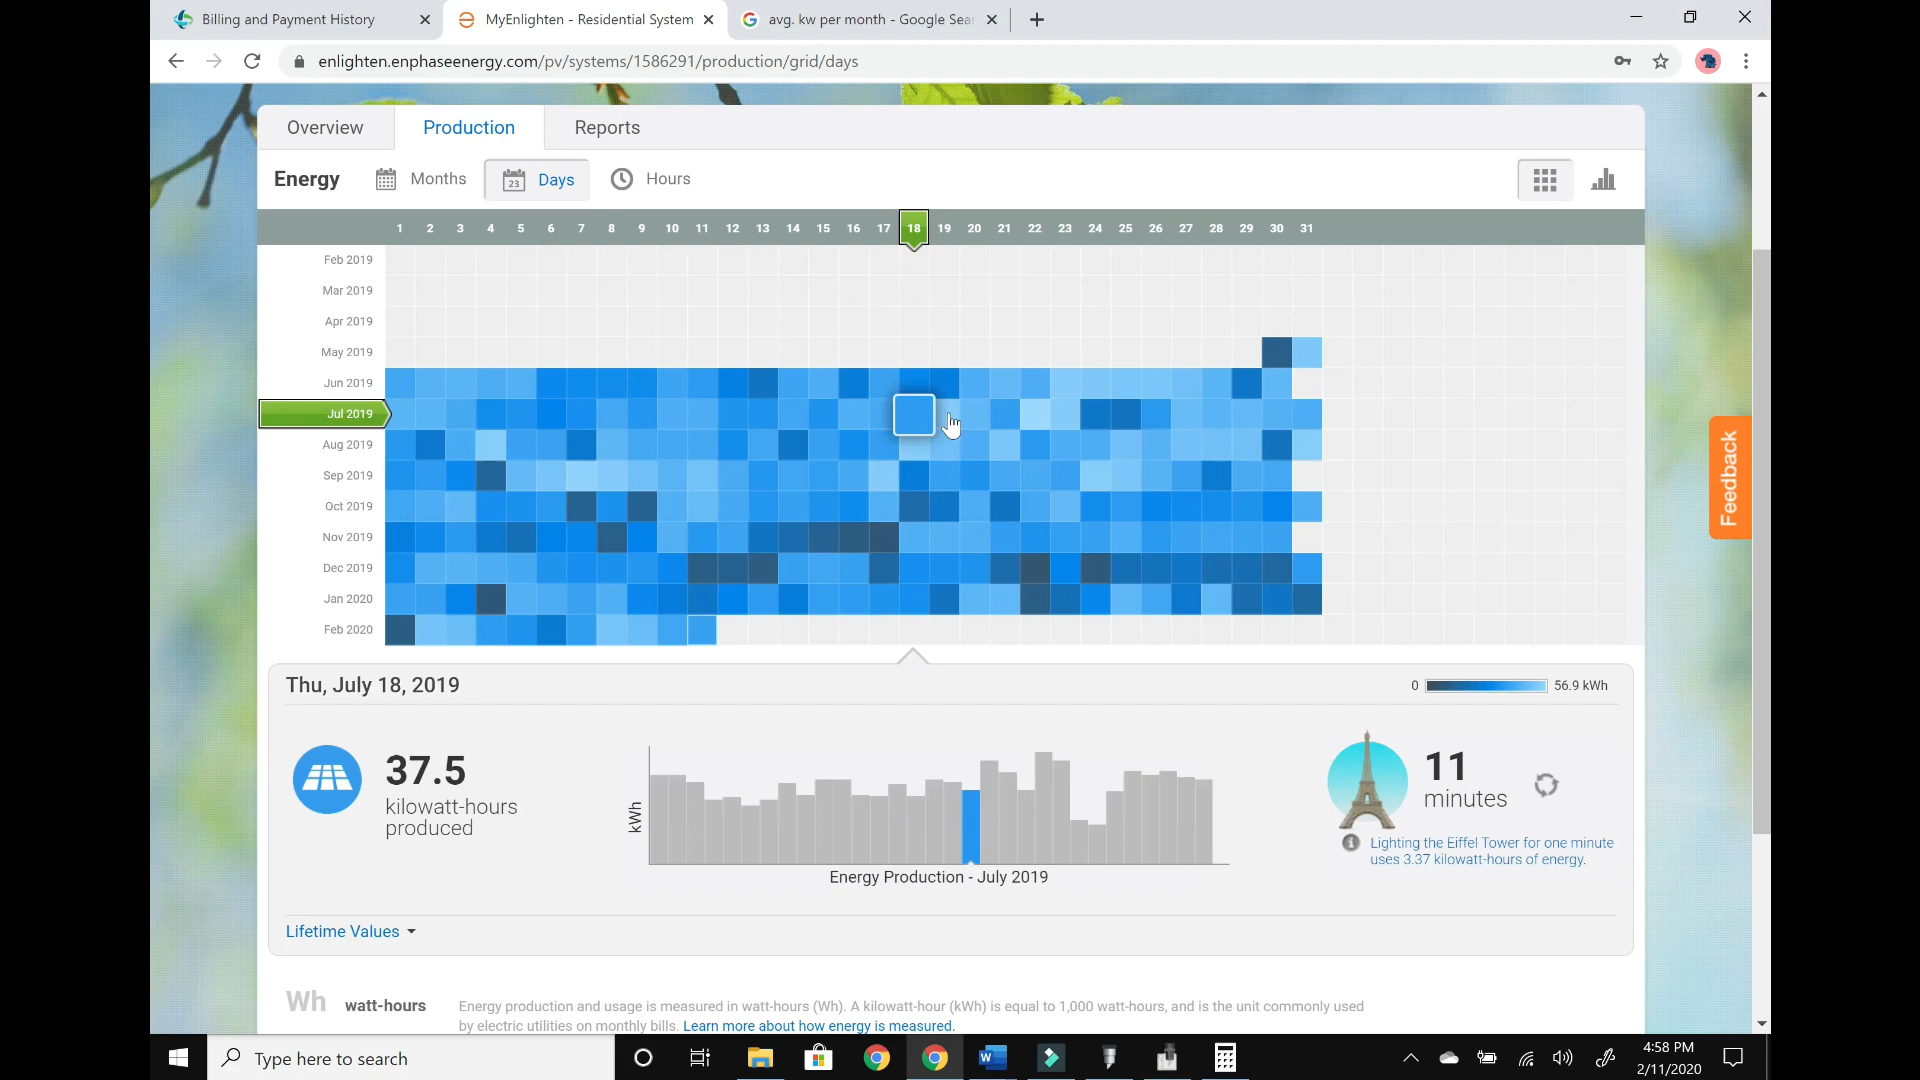 Billing and Payment History
MyEnlighten - Residential System
avg. kw per month - Google Sear
enlighten.enphaseenergy.com/pv/systems/1586291/production/grid/days
Overview
Production
Reports
Energy
Months
23
Days
Hours
1 2 3 4 5 6 7 8 9 10 11 12 13 14 15 16 17 18 19 20 21 22 23 24 25 26 27 28 29 30 31
Feb 2019
Mar 2019
Apr 2019
May 2019
Jun 2019
Jul 2019
Aug 2019
Sep 2019
Oct 2019
Nov 2019
Dec 2019
Jan 2020
Feb 2020
Feedback
Thu, July 18, 2019
0
56.9 kWh
37.5
kilowatt-hours
produced
kWh
Energy Production - July 2019
11
minutes
Lighting the Eiffel Tower for one minute
uses 3.37 kilowatt-hours of energy.
Lifetime Values
Wh
watt-hours
Energy production and usage is measured in watt-hours (Wh). A kilowatt-hour (kWh) is equal to 1,000 watt-hours, and is the unit commonly used
by electric utilities on monthly bills. Learn more about how energy is measured.
Type here to search
4:58 PM
2/11/2020